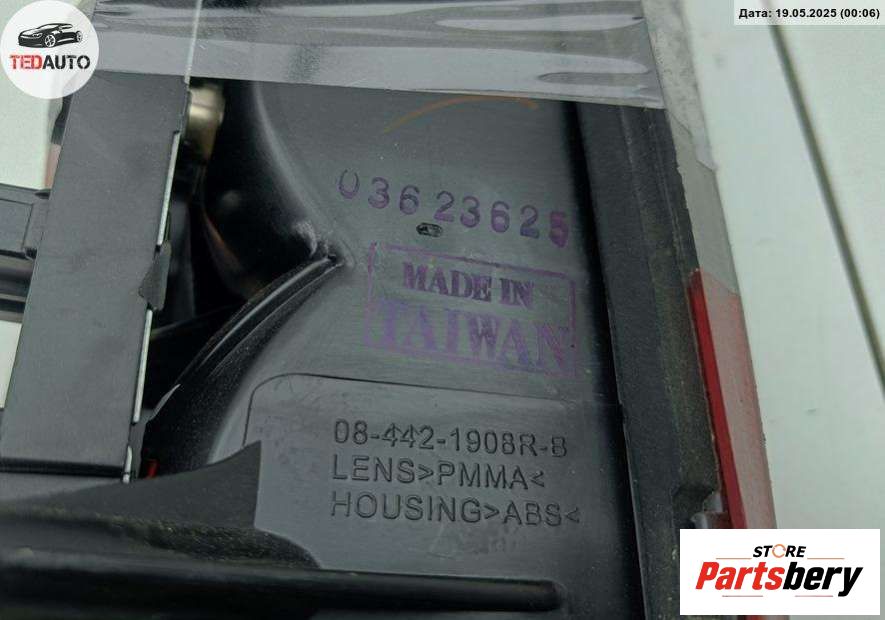 Дата: 19.05.2025 (00:06)
TEDAUTO
03623625
MADE IN
TAIWAN
08-442-1908R-B
LENS>PMMA<
HOUSING>ABS<
STORE
Partsbery